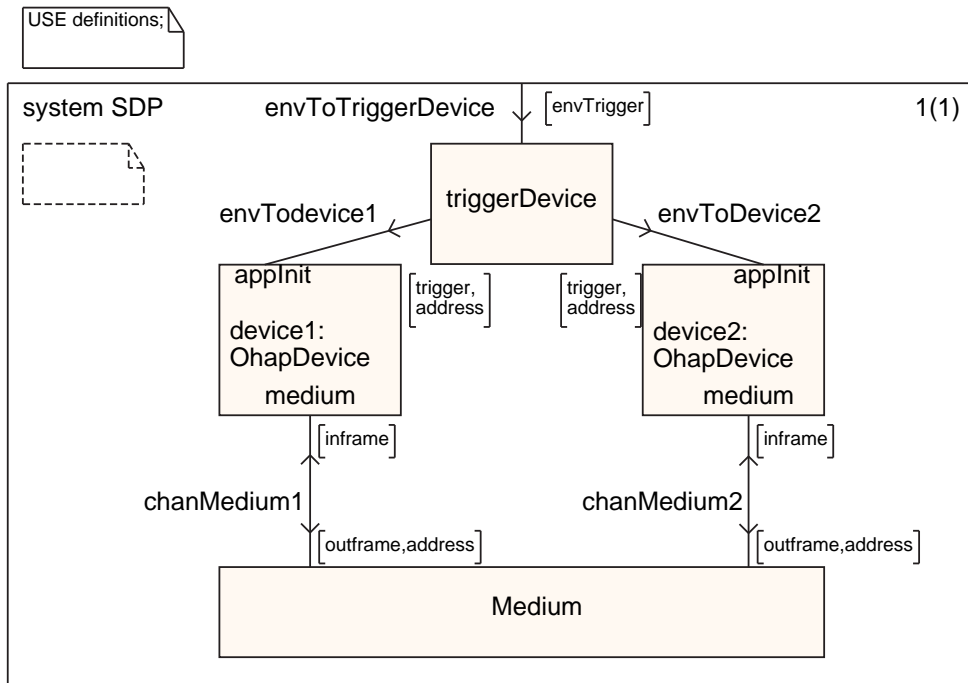 USE definitions;
system SDP
envToTriggerDevice
[envTrigger]
1(1)
triggerDevice
envTodevice1
envToDevice2
appInit
appInit
[trigger,
address]
[trigger,
address]
device1:
OhapDevice
device2:
OhapDevice
medium
medium
[inframe]
[inframe]
chanMedium1
chanMedium2
[outframe,address]
[outframe,address]
Medium